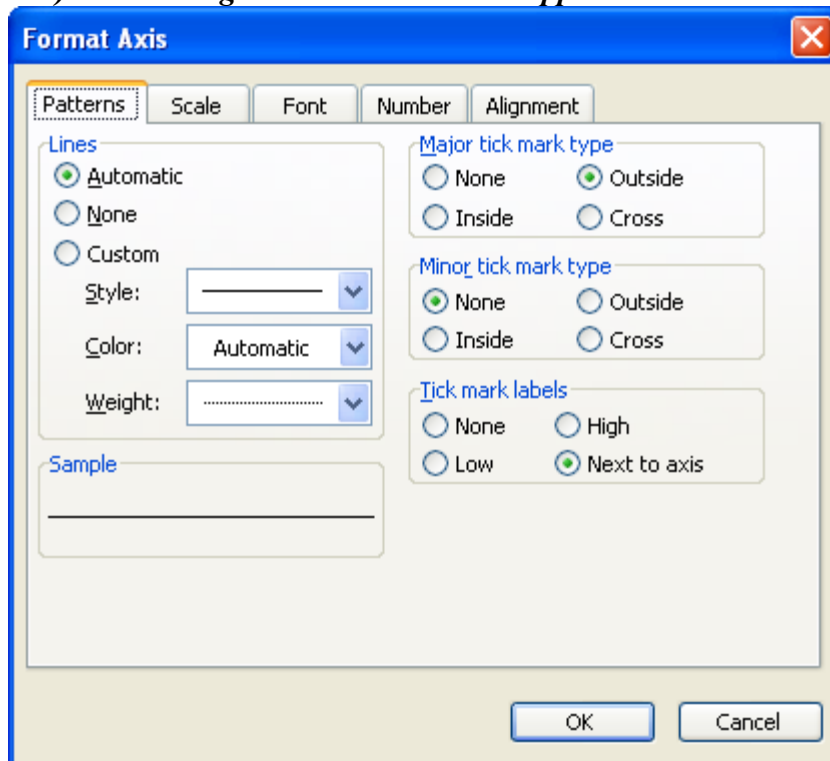 Format Axis
Patterns Scale Font Number Alignment
Lines
Automatic
None
Custom
Style:
Color: Automatic
Weight:
Sample
Major tick mark type
None Outside
Inside Cross
Minor tick mark type
None Outside
Inside Cross
Tick mark labels
None High
Low Next to axis
OK Cancel